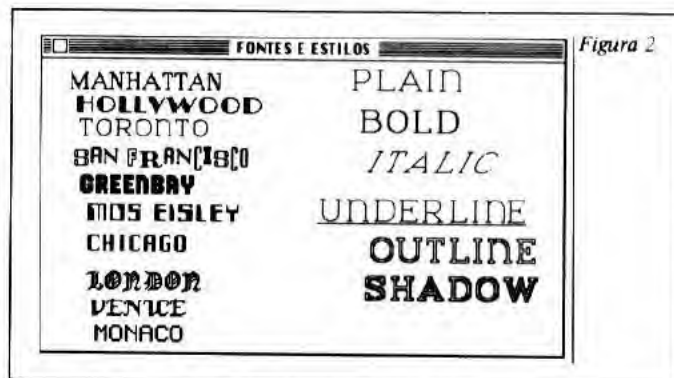 FONTES E ESTILOS
Figura 2
MANHATTAN
HOLLYWOOD
TORONTO
SAN FRANCISCO
GREENBAY
MOS EISLEY
CHICAGO
LONDON
VENICE
MONACO
PLAIN
BOLD
ITALIC
UNDERLINE
OUTLINE
SHADOW